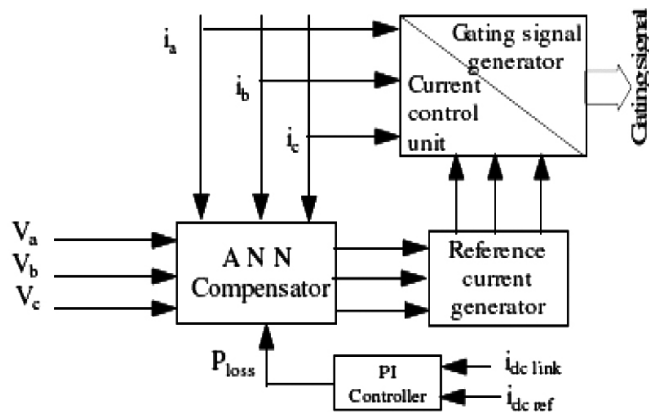 i_a
i_b
i_c
Gating signal
generator
Current
control
unit
Gating signal
V_a
V_b
V_c
A N N
Compensator
Reference
current
generator
P_loss
PI
Controller
i_dc link
i_dc ref